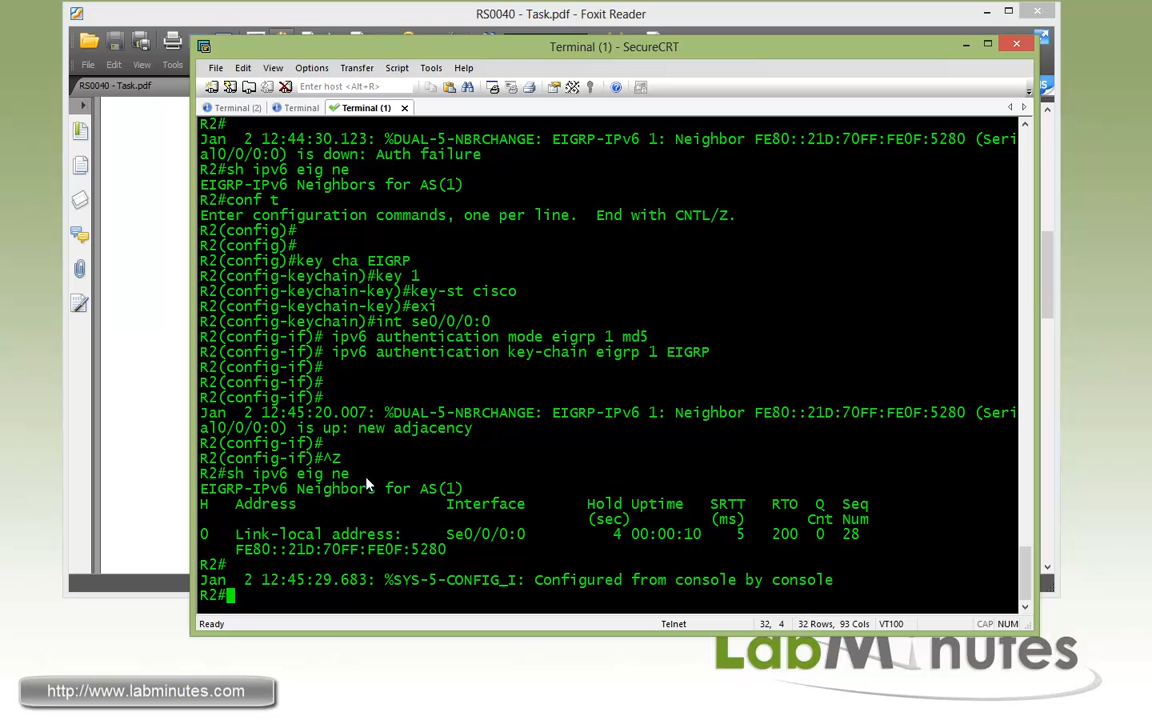 RS0040 - Task.pdf - Foxit Reader
File Edit View Tools
RS0040 - Task.pdf
Terminal (1) - SecureCRT
File Edit View Options Transfer Script Tools Help
Enter host <Alt+R>
Terminal (2) Terminal Terminal (1)
R2#
Jan  2 12:44:30.123: %DUAL-5-NBRCHANGE: EIGRP-IPv6 1: Neighbor FE80::21D:70FF:FE0F:5280 (Seri
al0/0/0:0) is down: Auth failure
R2#sh ipv6 eig ne
EIGRP-IPv6 Neighbors for AS(1)
R2#conf t
Enter configuration commands, one per line.  End with CNTL/Z.
R2(config)#
R2(config)#
R2(config)#key cha EIGRP
R2(config-keychain)#key 1
R2(config-keychain-key)#key-st cisco
R2(config-keychain-key)#exi
R2(config-keychain)#int se0/0/0:0
R2(config-if)# ipv6 authentication mode eigrp 1 md5
R2(config-if)# ipv6 authentication key-chain eigrp 1 EIGRP
R2(config-if)#
R2(config-if)#
R2(config-if)#
Jan  2 12:45:20.007: %DUAL-5-NBRCHANGE: EIGRP-IPv6 1: Neighbor FE80::21D:70FF:FE0F:5280 (Seri
al0/0/0:0) is up: new adjacency
R2(config-if)#
R2(config-if)#^Z
R2#sh ipv6 eig ne
EIGRP-IPv6 Neighbors for AS(1)
H   Address                 Interface       Hold Uptime   SRTT   RTO  Q  Seq
(sec)         (ms)       Cnt Num
0   Link-local address:     Se0/0/0:0          4 00:00:10    5   200  0  28
FE80::21D:70FF:FE0F:5280
R2#
Jan  2 12:45:29.683: %SYS-5-CONFIG_I: Configured from console by console
R2#
Ready Telnet 32, 4 32 Rows, 93 Cols VT100 CAP NUM
LabMinutes
http://www.labminutes.com